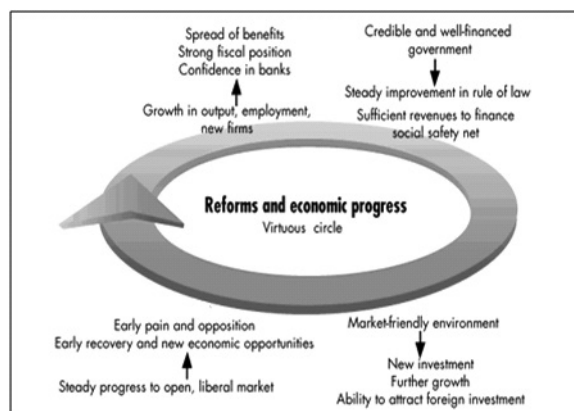 Spread of benefits
Strong fiscal position
Confidence in banks
Growth in output, employment,
new firms
Credible and well-financed
government
Steady improvement in rule of law
Sufficient revenues to finance
social safety net
Reforms and economic progress
Virtuous circle
Early pain and opposition
Early recovery and new economic opportunities
Steady progress to open, liberal market
Market-friendly environment
New investment
Further growth
Ability to attract foreign investment